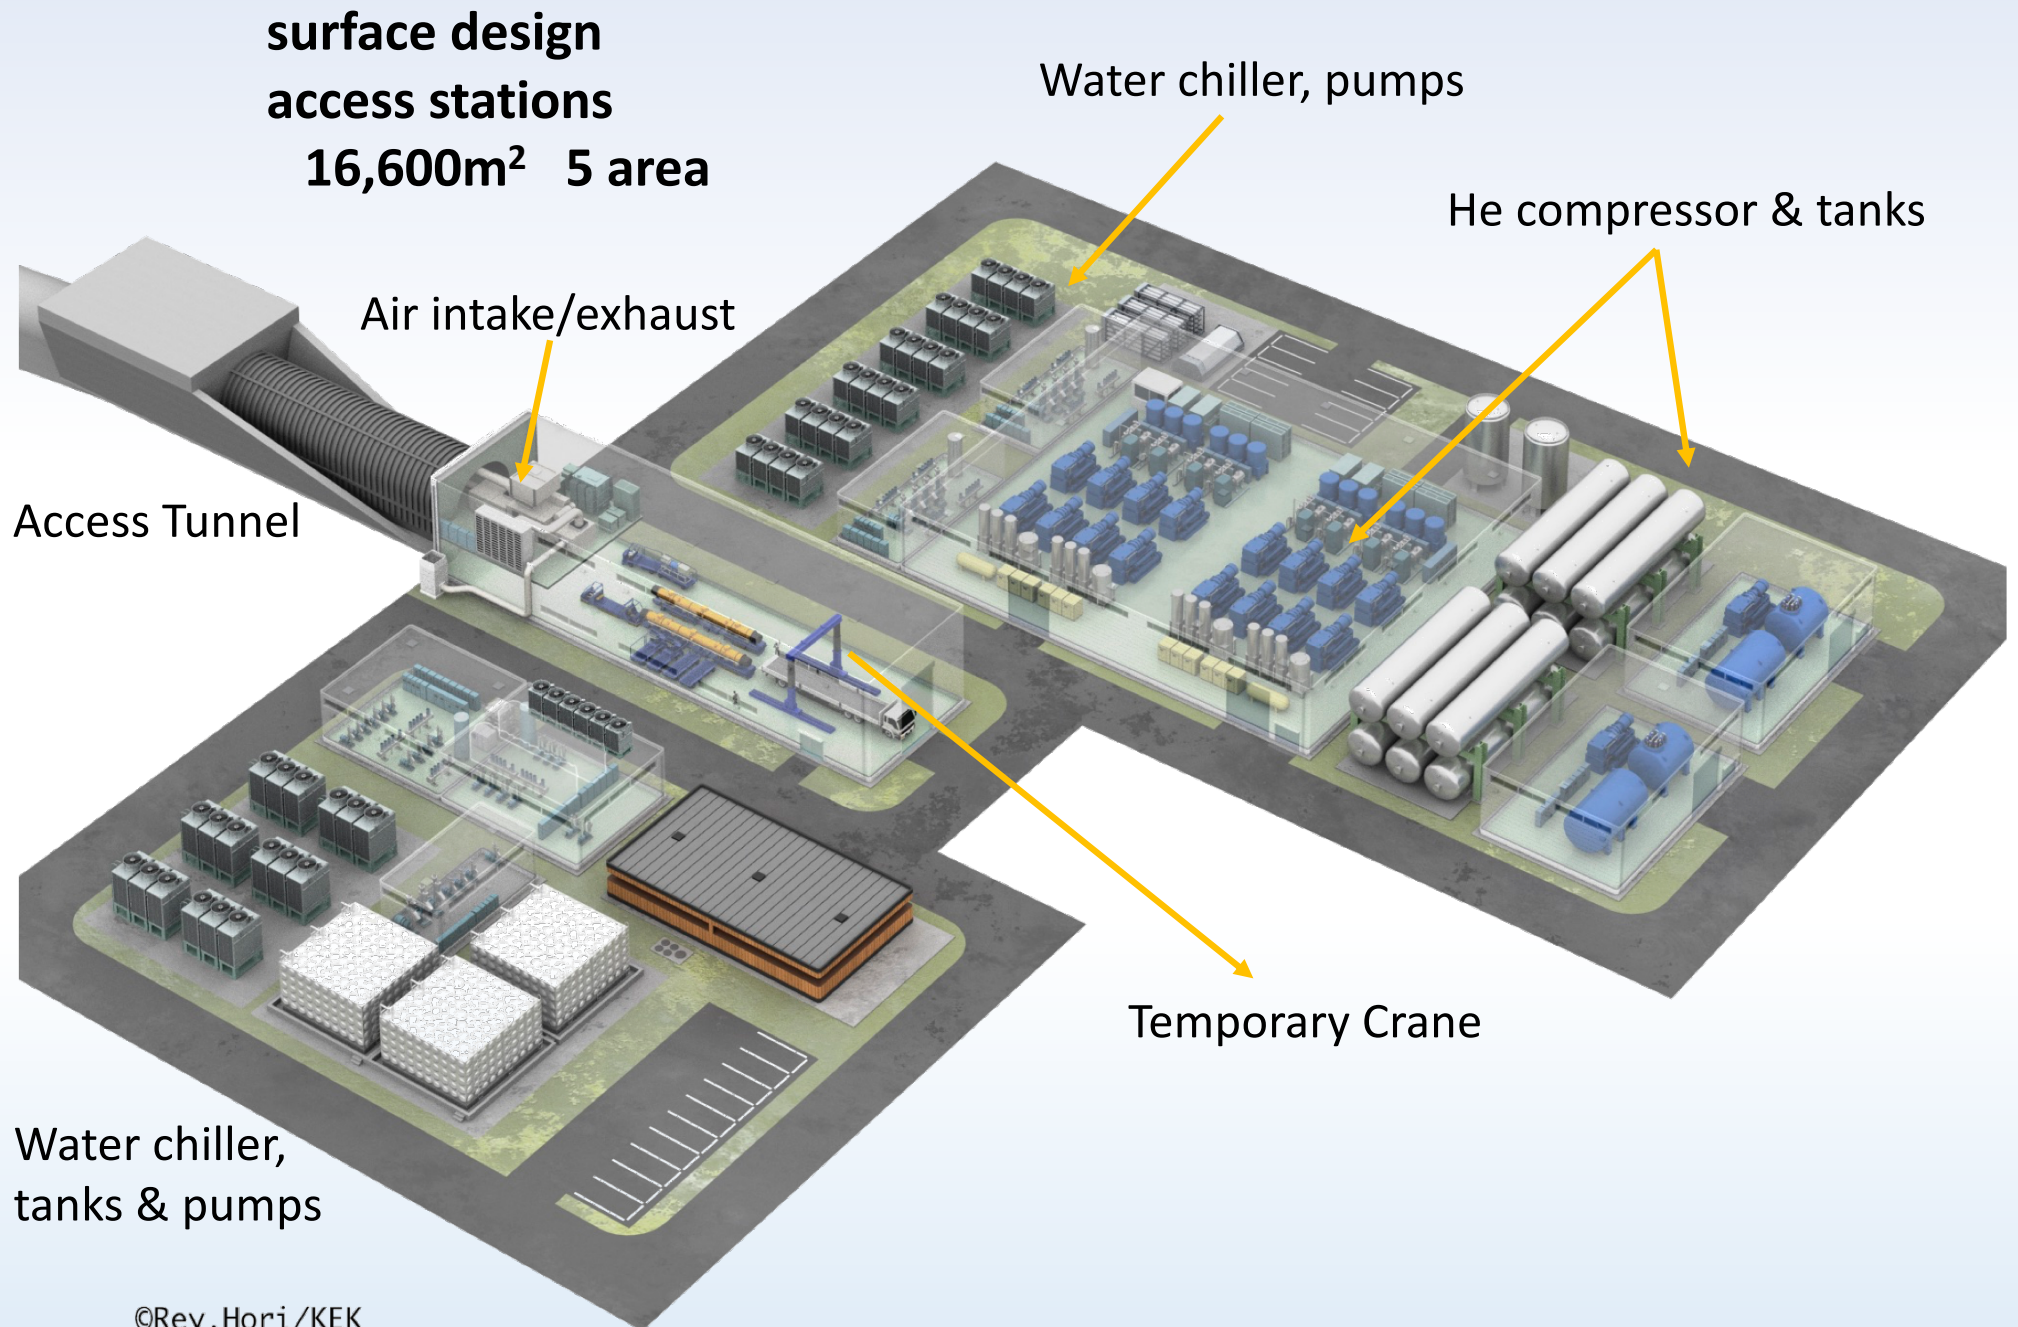 surface design
access stations
16,600m² 5 area
Water chiller, pumps
He compressor & tanks
Air intake/exhaust
Access Tunnel
Temporary Crane
Water chiller,
tanks & pumps
©Rey.Hori/KEK